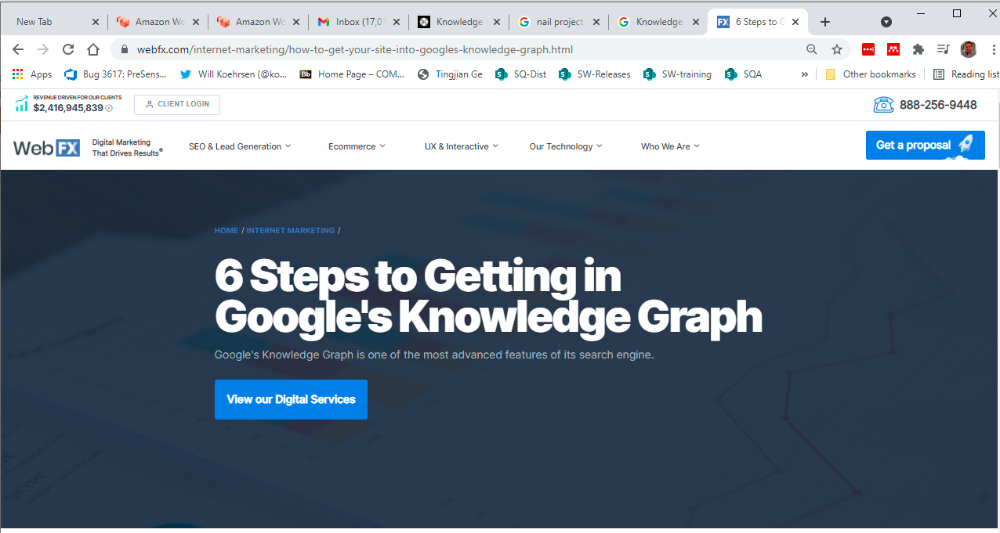 New Tab
Amazon Wo
Amazon Wo
Inbox (17,01
Knowledge
nail project
Knowledge
FX 6 Steps to G
webfx.com/internet-marketing/how-to-get-your-site-into-googles-knowledge-graph.html
Apps
Bug 3617: PreSens...
Will Koehrsen (@ko...
Bb Home Page – COM...
Tingjian Ge
S SQ-Dist
S SW-Releases
S SW-training
S SQA
»
Other bookmarks
Reading list
REVENUE DRIVEN FOR OUR CLIENTS
$2,416,945,839
CLIENT LOGIN
888-256-9448
WebFX
Digital Marketing
That Drives Results®
SEO & Lead Generation
Ecommerce
UX & Interactive
Our Technology
Who We Are
Get a proposal
HOME / INTERNET MARKETING /
6 Steps to Getting in
Google's Knowledge Graph
Google's Knowledge Graph is one of the most advanced features of its search engine.
View our Digital Services
SKYPE